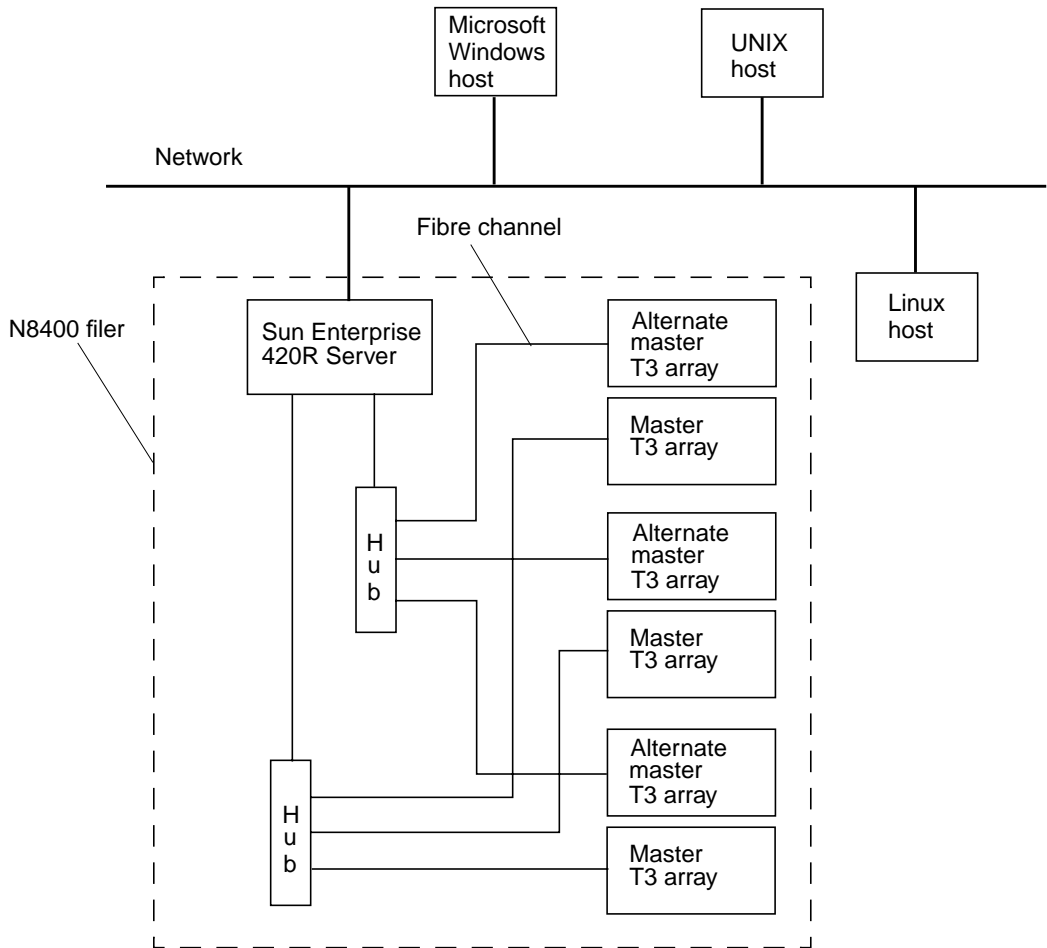 Microsoft
Windows
host
UNIX
host
Network
Fibre channel
N8400 filer
Sun Enterprise
420R Server
Alternate
master
T3 array
Linux
host
Master
T3 array
H
u
b
Alternate
master
T3 array
Master
T3 array
Alternate
master
T3 array
H
u
b
Master
T3 array